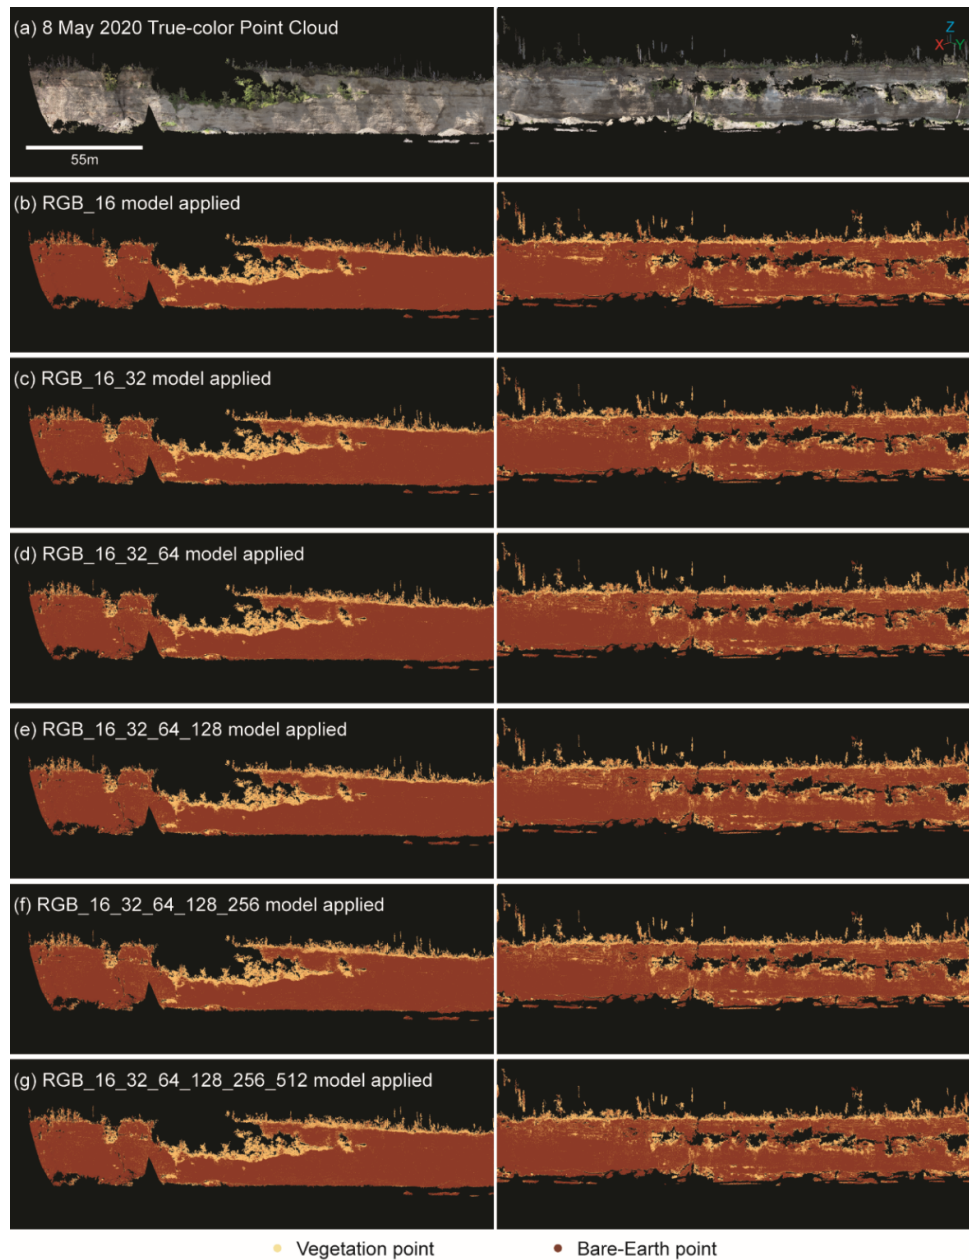 (a) 8 May 2020 True-color Point Cloud
Z
X Y
55m
(b) RGB_16 model applied
(c) RGB_16_32 model applied
(d) RGB_16_32_64 model applied
(e) RGB_16_32_64_128 model applied
(f) RGB_16_32_64_128_256 model applied
(g) RGB_16_32_64_128_256_512 model applied
Vegetation point
Bare-Earth point